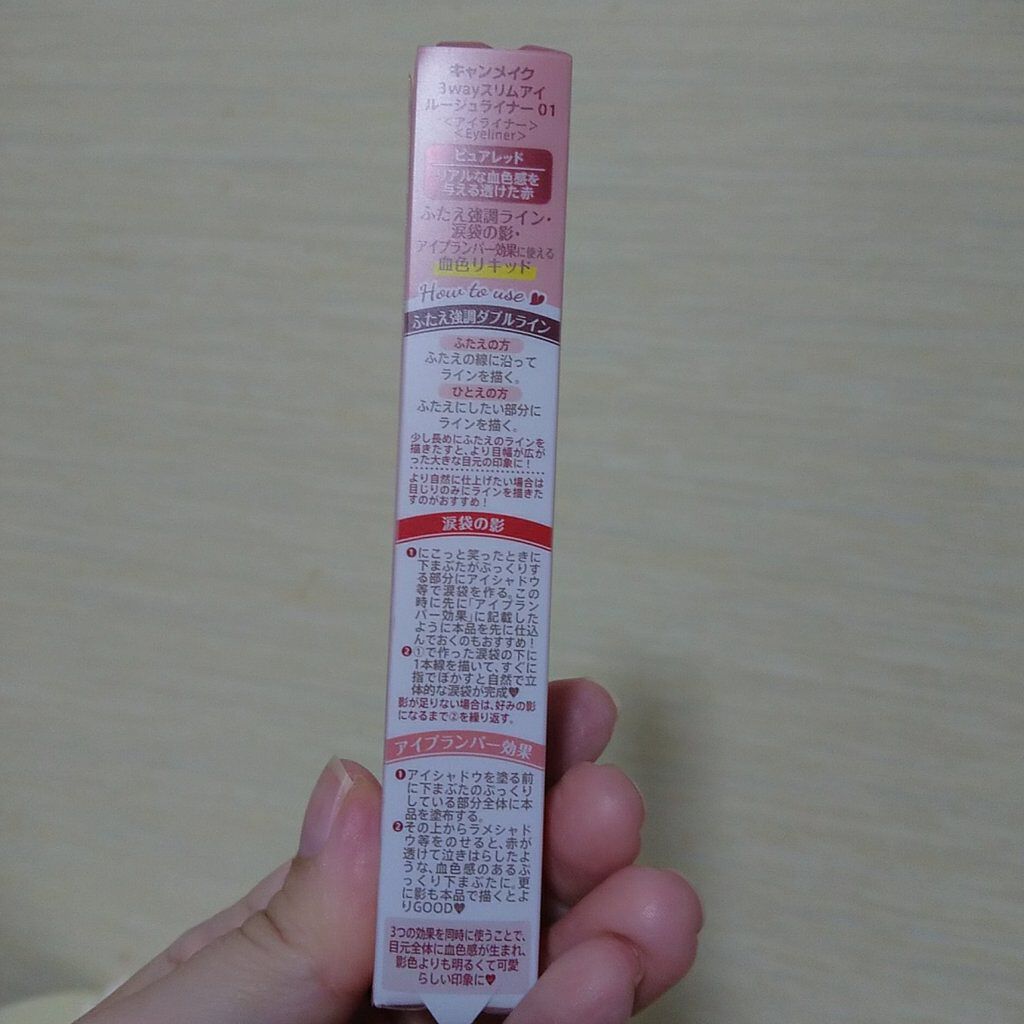 キャンメイク
3wayスリムアイ
ルージュライナー 01
<アイライナー>
<Eyeliner>
ピュアレッド
リアルな血色感を
与える透けた赤
ふたえ強調ライン・
涙袋の影・
アイプランパー効果に使える
血色リキッド
How to use
ふたえ強調ダブルライン
ふたえの方
ふたえの線に沿って
ラインを描く。
ひとえの方
ふたえにしたい部分に
ラインを描く。
少し長めにふたえのラインを
描きたすと、より目幅が広が
った大きな目元の印象に!
より自然に仕上げたい場合は
目じりのみにラインを描きた
すのがおすすめ!
涙袋の影
❶にこっと笑ったときに
下まぶたがぷっくりす
る部分にアイシャドウ
等で涙袋を作る。この
時に先に「アイプラン
パー効果」に記載した
ように本品を先に仕込
んでおくのもおすすめ!
❷①で作った涙袋の下に
1本線を描いて、すぐに
指でぼかすと自然で立
体的な涙袋が完成♥
影が足りない場合は、好みの影
になるまで②を繰り返す。
アイプランパー効果
❶アイシャドウを塗る前
に下まぶたのぷっくり
している部分全体に本
品を塗布する。
❷その上からラメシャド
ウ等をのせると、赤が
透けて泣きはらしたよ
うな、血色感のあるぷ
っくり下まぶたに。更
に影も本品で描くとよ
りGOOD♥
3つの効果を同時に使うことで、
目元全体に血色感が生まれ、
影色よりも明るくて可愛
らしい印象に♥